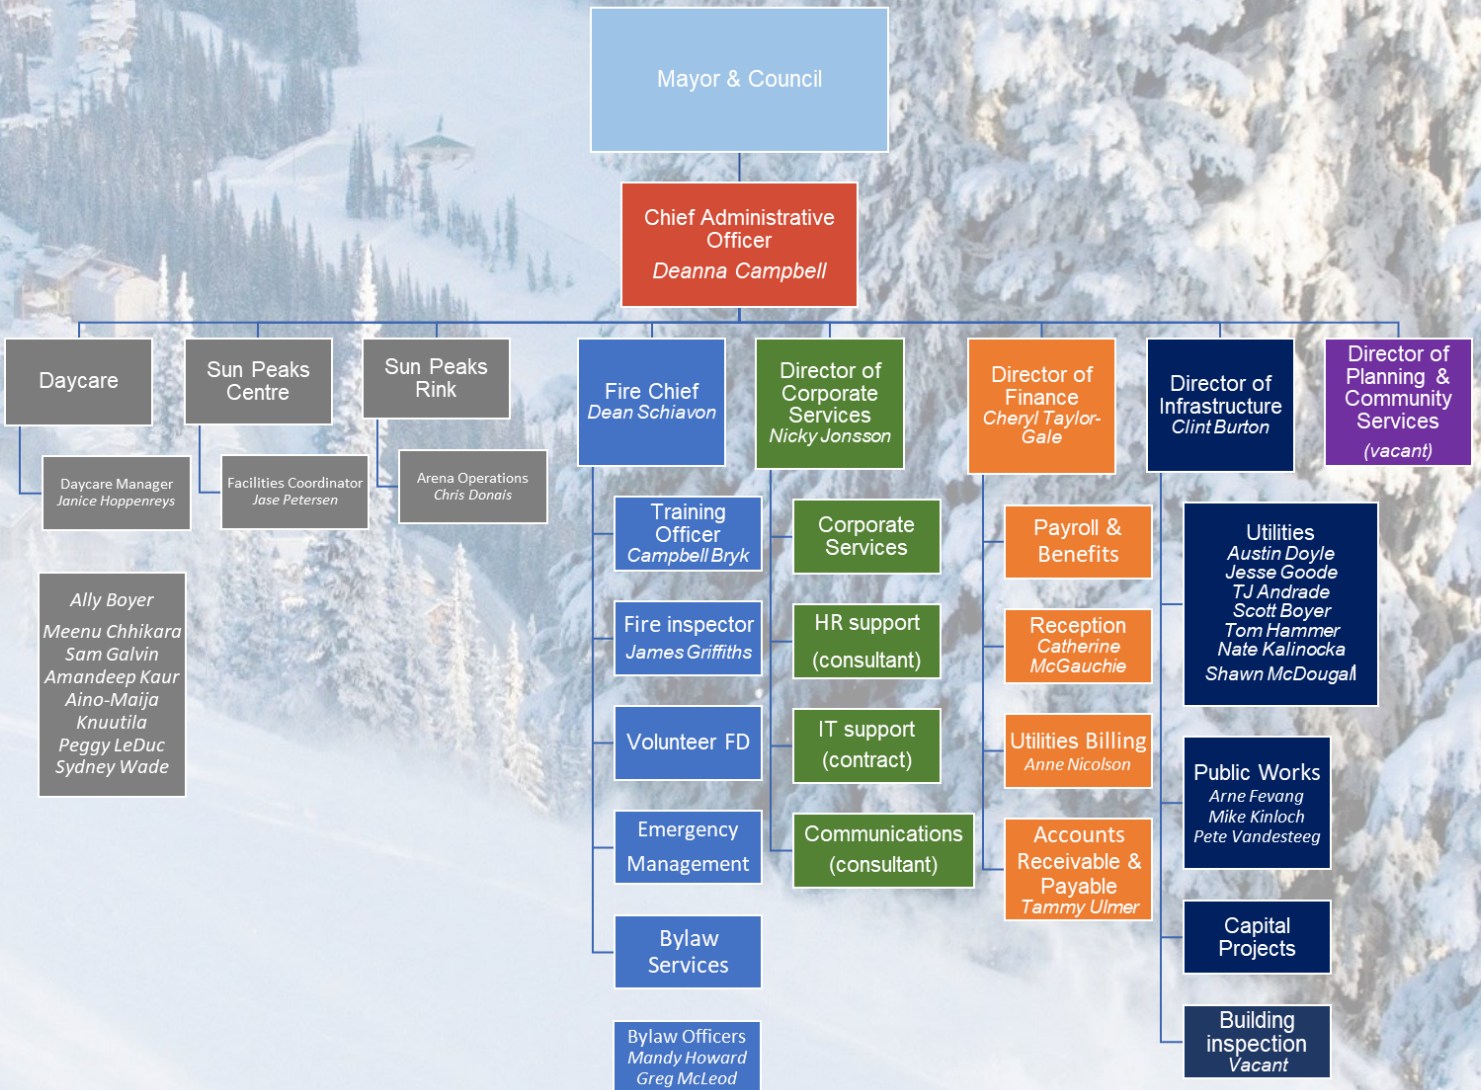 Mayor & Council
Chief Administrative
Officer
Deanna Campbell
Daycare
Sun Peaks
Centre
Sun Peaks
Rink
Fire Chief
Dean Schiavon
Director of
Corporate
Services
Nicky Jonsson
Director of
Finance
Cheryl Taylor-
Gale
Director of
Infrastructure
Clint Burton
Director of
Planning &
Community
Services
(vacant)
Daycare Manager
Janice Hoppenreys
Facilities Coordinator
Jase Petersen
Arena Operations
Chris Donais
Ally Boyer
Meenu Chhikara
Sam Galvin
Amandeep Kaur
Aino-Maija
Knuutila
Peggy LeDuc
Sydney Wade
Training
Officer
Campbell Bryk
Fire inspector
James Griffiths
Volunteer FD
Emergency
Management
Bylaw
Services
Bylaw Officers
Mandy Howard
Greg McLeod
Corporate
Services
HR support
(consultant)
IT support
(contract)
Communications
(consultant)
Payroll &
Benefits
Reception
Catherine
McGauchie
Utilities Billing
Anne Nicolson
Accounts
Receivable &
Payable
Tammy Ulmer
Utilities
Austin Doyle
Jesse Goode
TJ Andrade
Scott Boyer
Tom Hammer
Nate Kalinocka
Shawn McDougall
Public Works
Arne Fevang
Mike Kinloch
Pete Vandesteeg
Capital
Projects
Building
inspection
Vacant